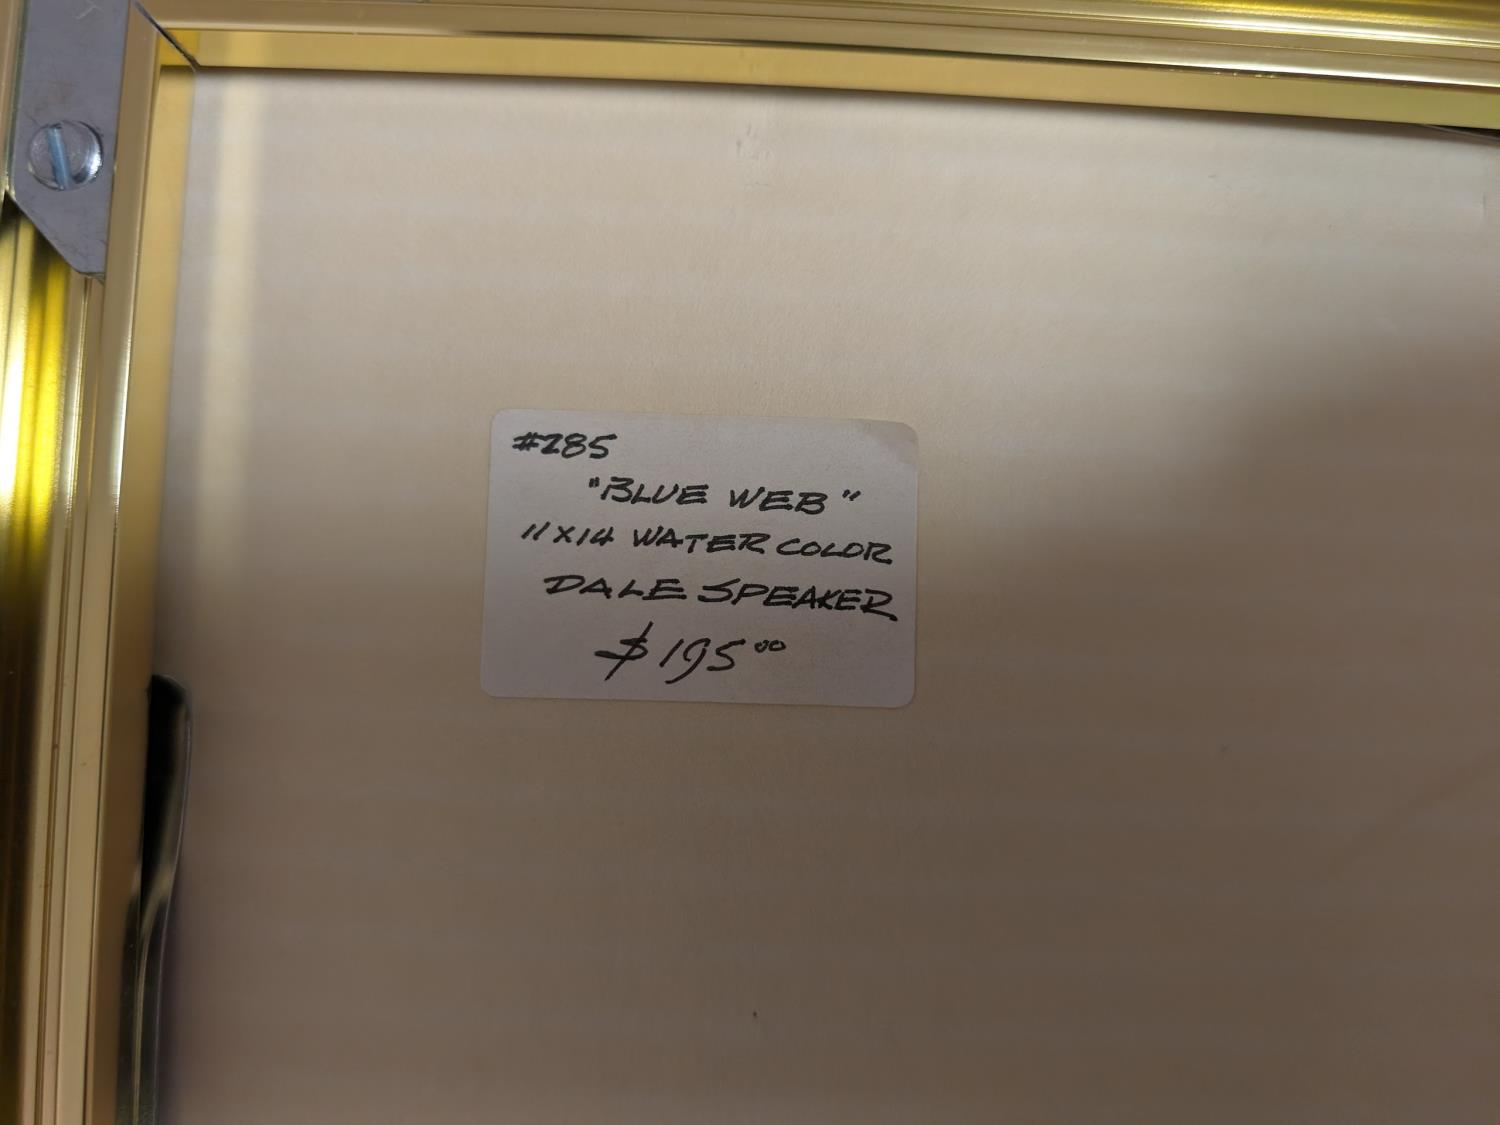 #285
"BLUE WEB"
11X14 WATER COLOR
DALE SPEAKER
$195.00